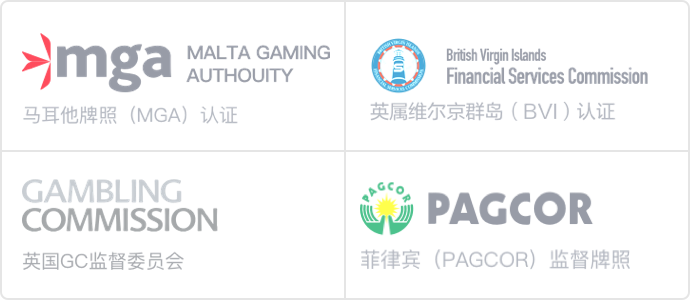 mga MALTA GAMING
AUTHOUITY
马耳他牌照（MGA）认证
British Virgin Islands
Financial Services Commission
英属维尔京群岛（BVI）认证
GAMBLING
COMMISSION
英国GC监督委员会
PAGCOR PAGCOR
菲律宾（PAGCOR）监督牌照